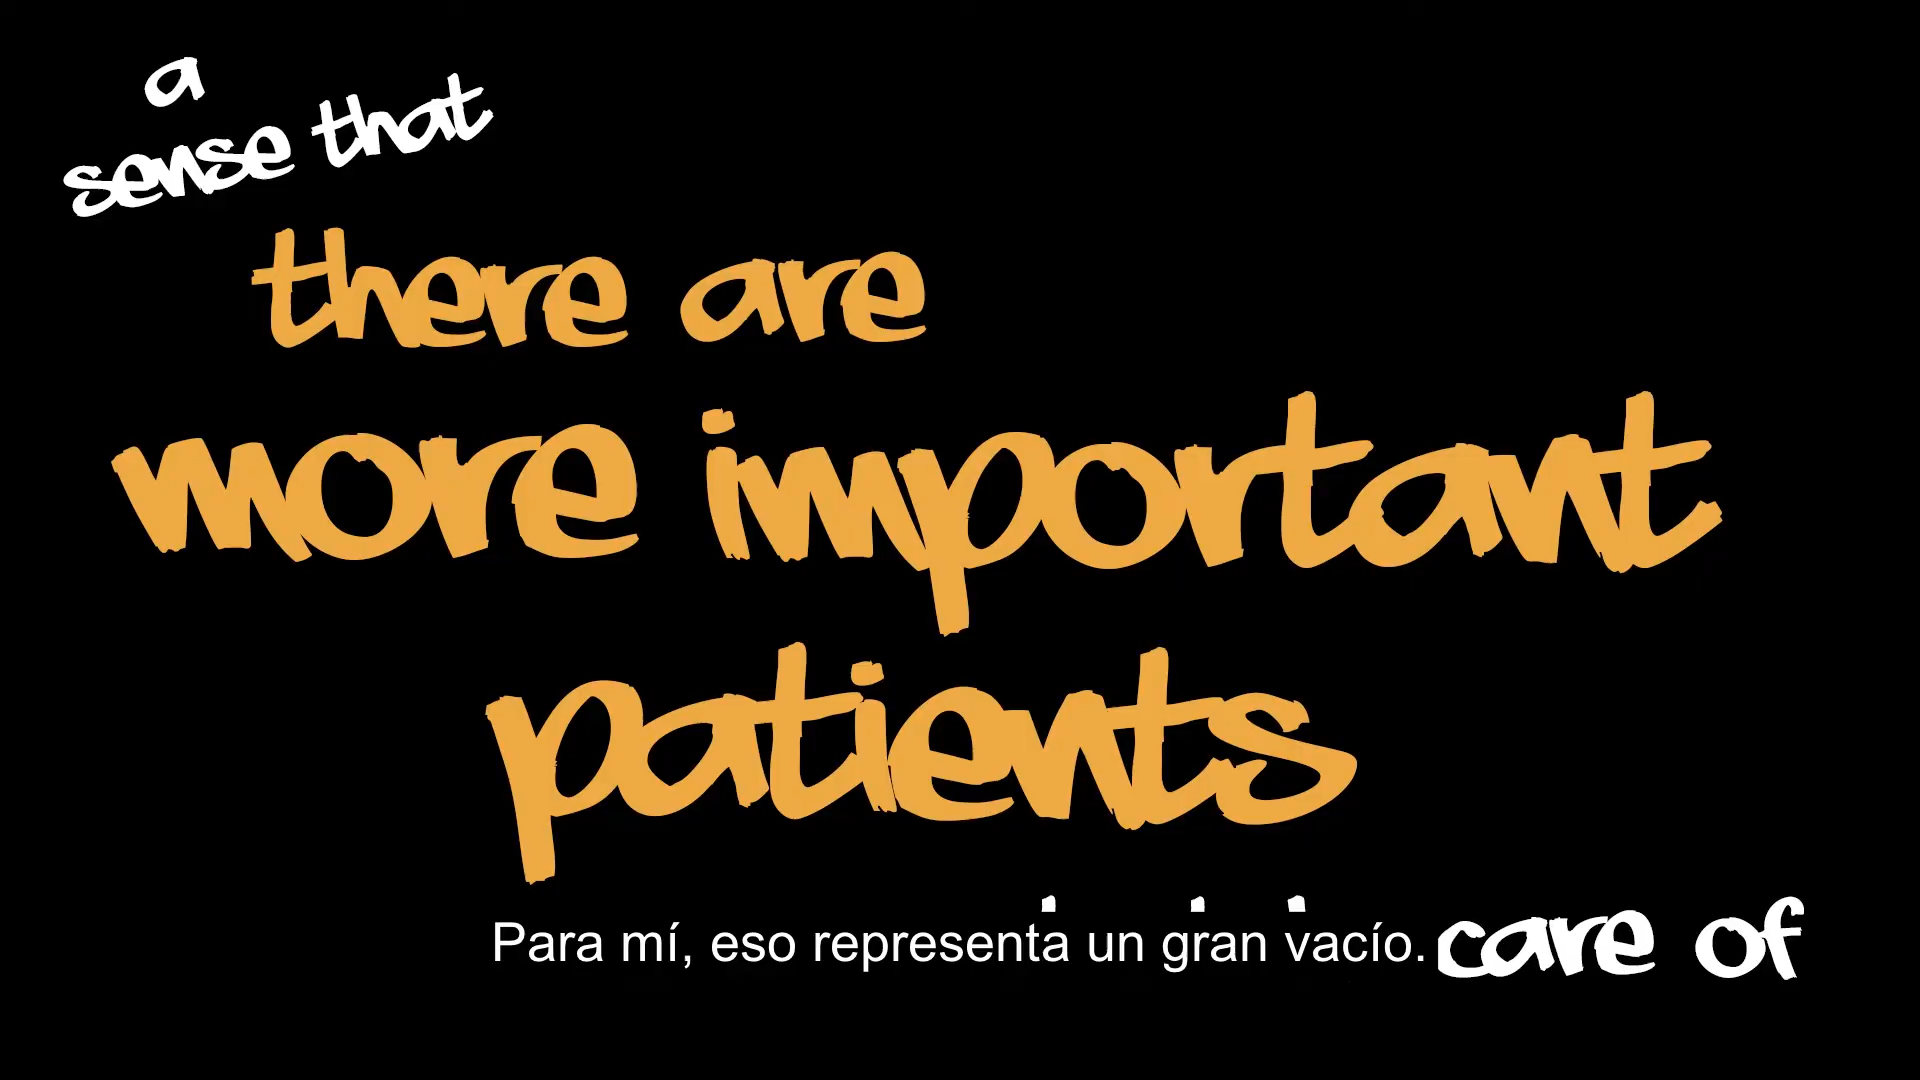 a
sense that
there are
more important
patients
care of
Para mí, eso representa un gran vacío.